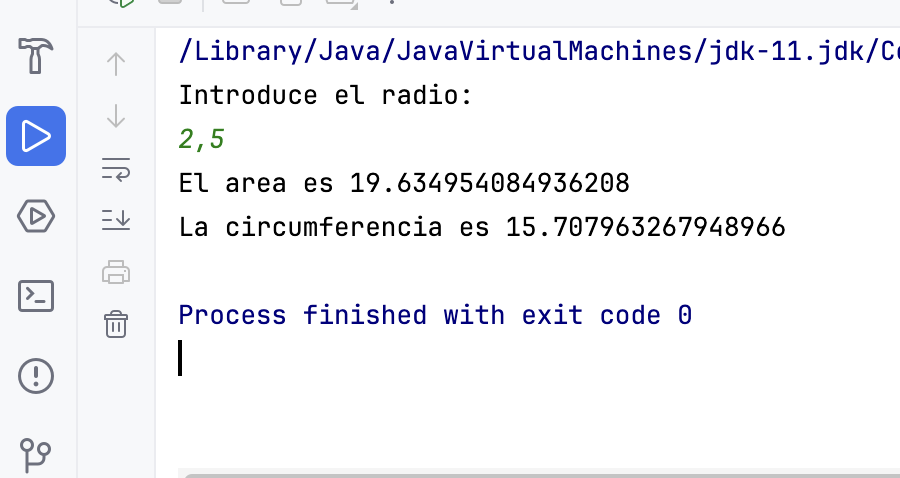 /Library/Java/JavaVirtualMachines/jdk-11.jdk/Co
Introduce el radio:
2,5
El area es 19.634954084936208
La circumferencia es 15.707963267948966
Process finished with exit code 0